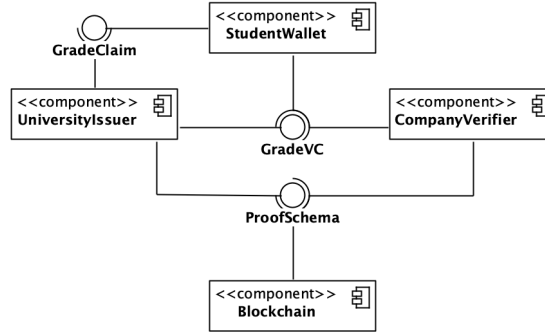 <<component>>
StudentWallet
GradeClaim
<<component>>
UniversityIssuer
<<component>>
CompanyVerifier
GradeVC
ProofSchema
<<component>>
Blockchain